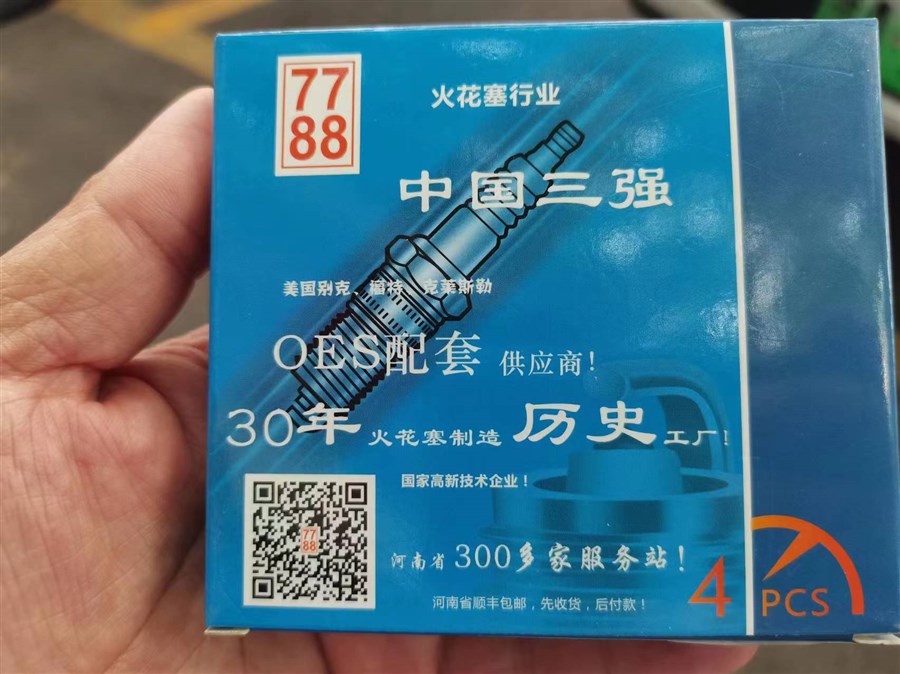 77
88
火花塞行业
中国三强
美国别克、福特、克莱斯勒
OES配套 供应商！
30年火花塞制造历史工厂！
国家高新技术企业！
77
88
河南省300多家服务站！
河南省顺丰包邮，先收货，后付款！
4 PCS